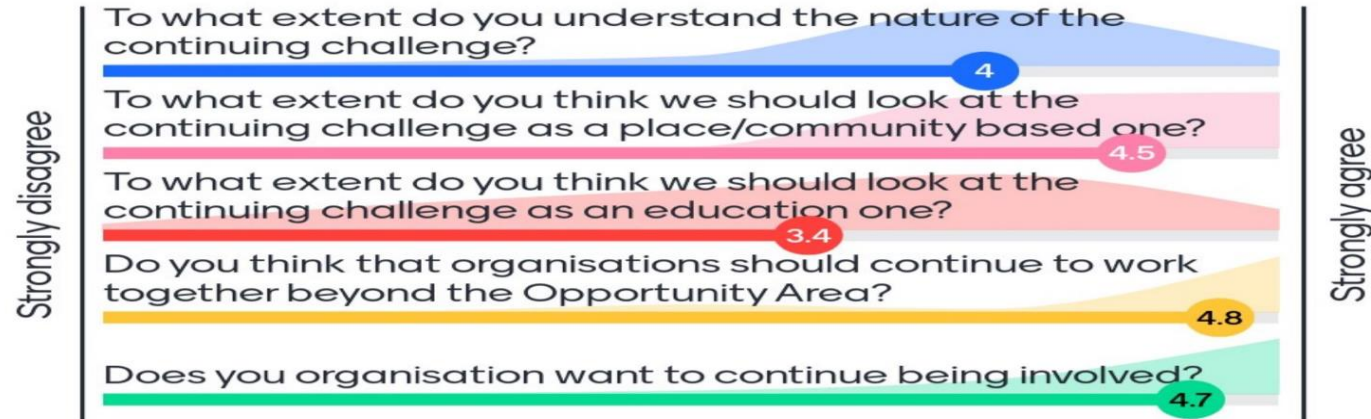 Strongly disagree
To what extent do you understand the nature of the
continuing challenge?
4
To what extent do you think we should look at the
continuing challenge as a place/community based one?
4.5
To what extent do you think we should look at the
continuing challenge as an education one?
3.4
Do you think that organisations should continue to work
together beyond the Opportunity Area?
4.8
Does you organisation want to continue being involved?
4.7
Strongly agree